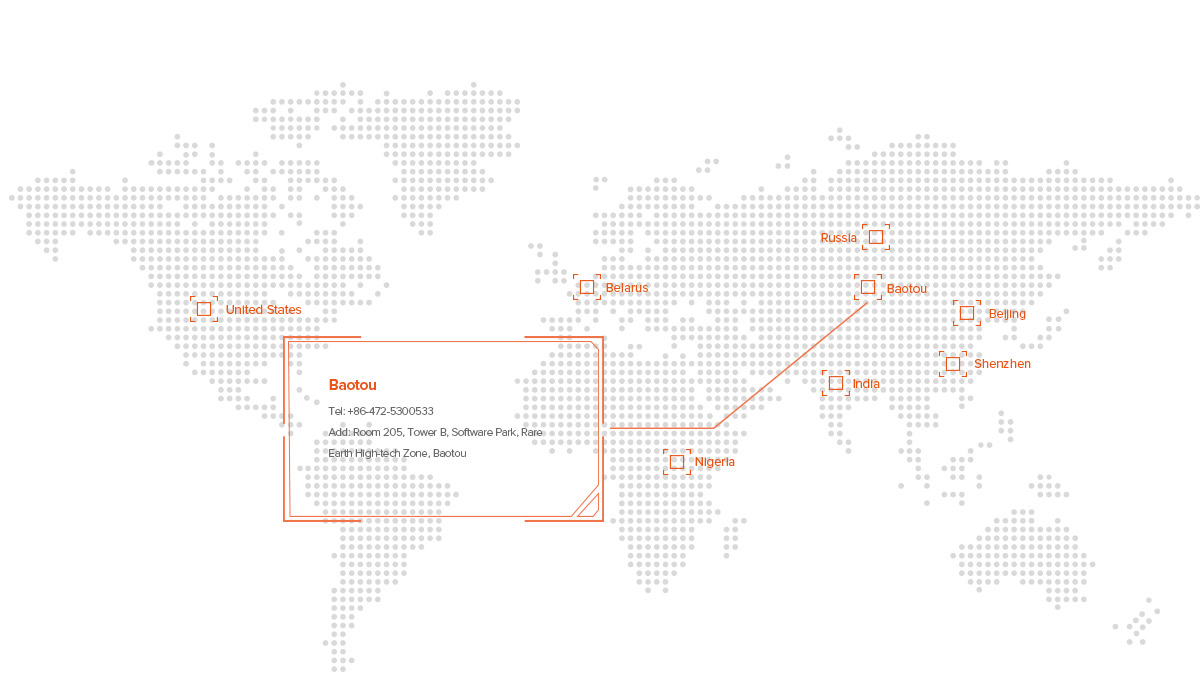 Russia
Belarus
Baotou
United States
Beijing
Shenzhen
India
Baotou
Tel: +86-472-5300533
Add: Room 205, Tower B, Software Park, Rare
Earth High-tech Zone, Baotou
Nigeria